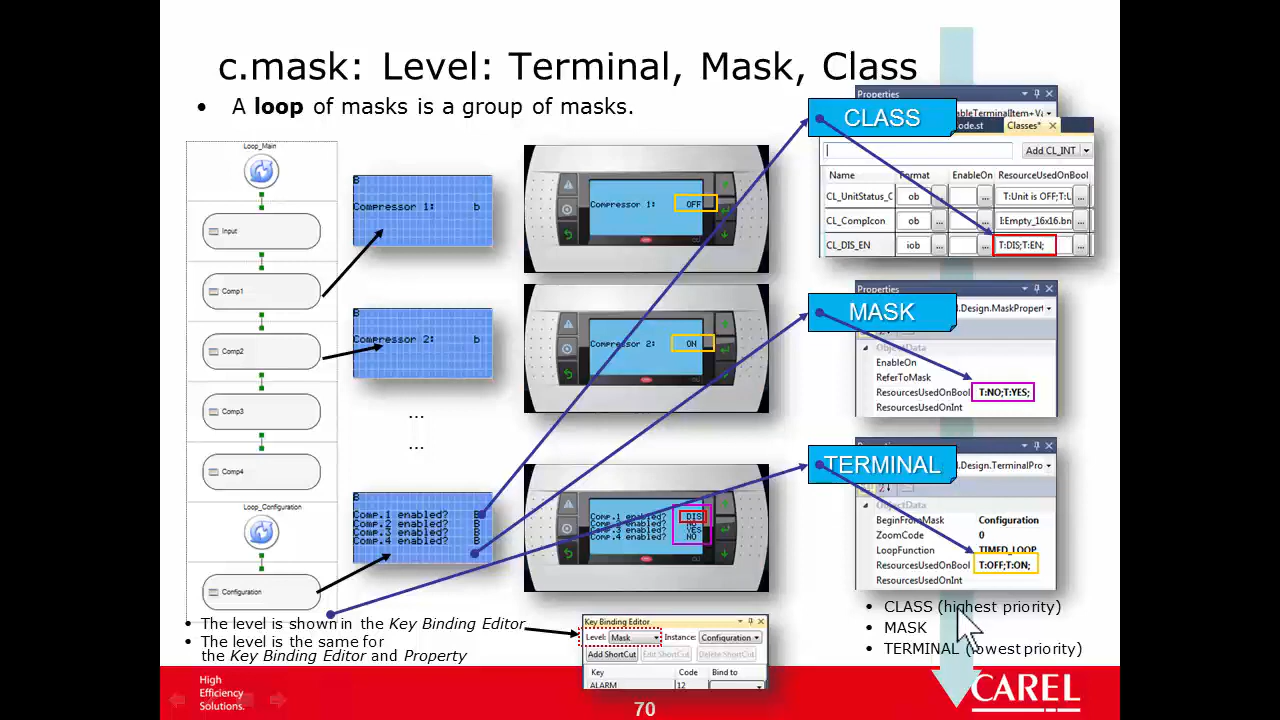 c.mask: Level: Terminal, Mask, Class
• A loop of masks is a group of masks.
Loop_Main
Input
Comp1
Comp2
Comp3
Comp4
Loop_Configuration
Configuration
B
Compressor 1: b
B
Compressor 2: b
...
...
B
Comp.1 enabled? B
Comp.2 enabled? B
Comp.3 enabled? B
Comp.4 enabled? B
Compressor 1: OFF
Compressor 2: ON
Comp.1 enabled? DIS
Comp.2 enabled? NO
Comp.3 enabled? YES
Comp.4 enabled? NO
CLASS
Properties
ableTerminalItem+Va
ode.st Classes*
Add CL_INT
Name Format EnableOn ResourceUsedOnBool
CL_UnitStatus_C ob ... ... T:Unit is OFF;T:U
CL_CompIcon ob ... ... I:Empty_16x16.bn
CL_DIS_EN iob ... ... T:DIS;T:EN;
MASK
Properties
l.Design.MaskPropert
ObjectData
EnableOn
ReferToMask
ResourcesUsedOnBool T:NO;T:YES;
ResourcesUsedOnInt
TERMINAL
l.Design.TerminalPro
ObjectData
BeginFromMask Configuration
ZoomCode 0
LoopFunction TIMED_LOOP
ResourcesUsedOnBool T:OFF;T:ON;
ResourcesUsedOnInt
• CLASS (highest priority)
• MASK
• TERMINAL (lowest priority)
• The level is shown in the Key Binding Editor
• The level is the same for
the Key Binding Editor and Property
Key Binding Editor
Level: Mask Instance: Configuration
Add ShortCut Edit ShortCut Delete ShortCut
Key Code Bind to
ALARM 12
High
Efficiency
Solutions.
70
CAREL